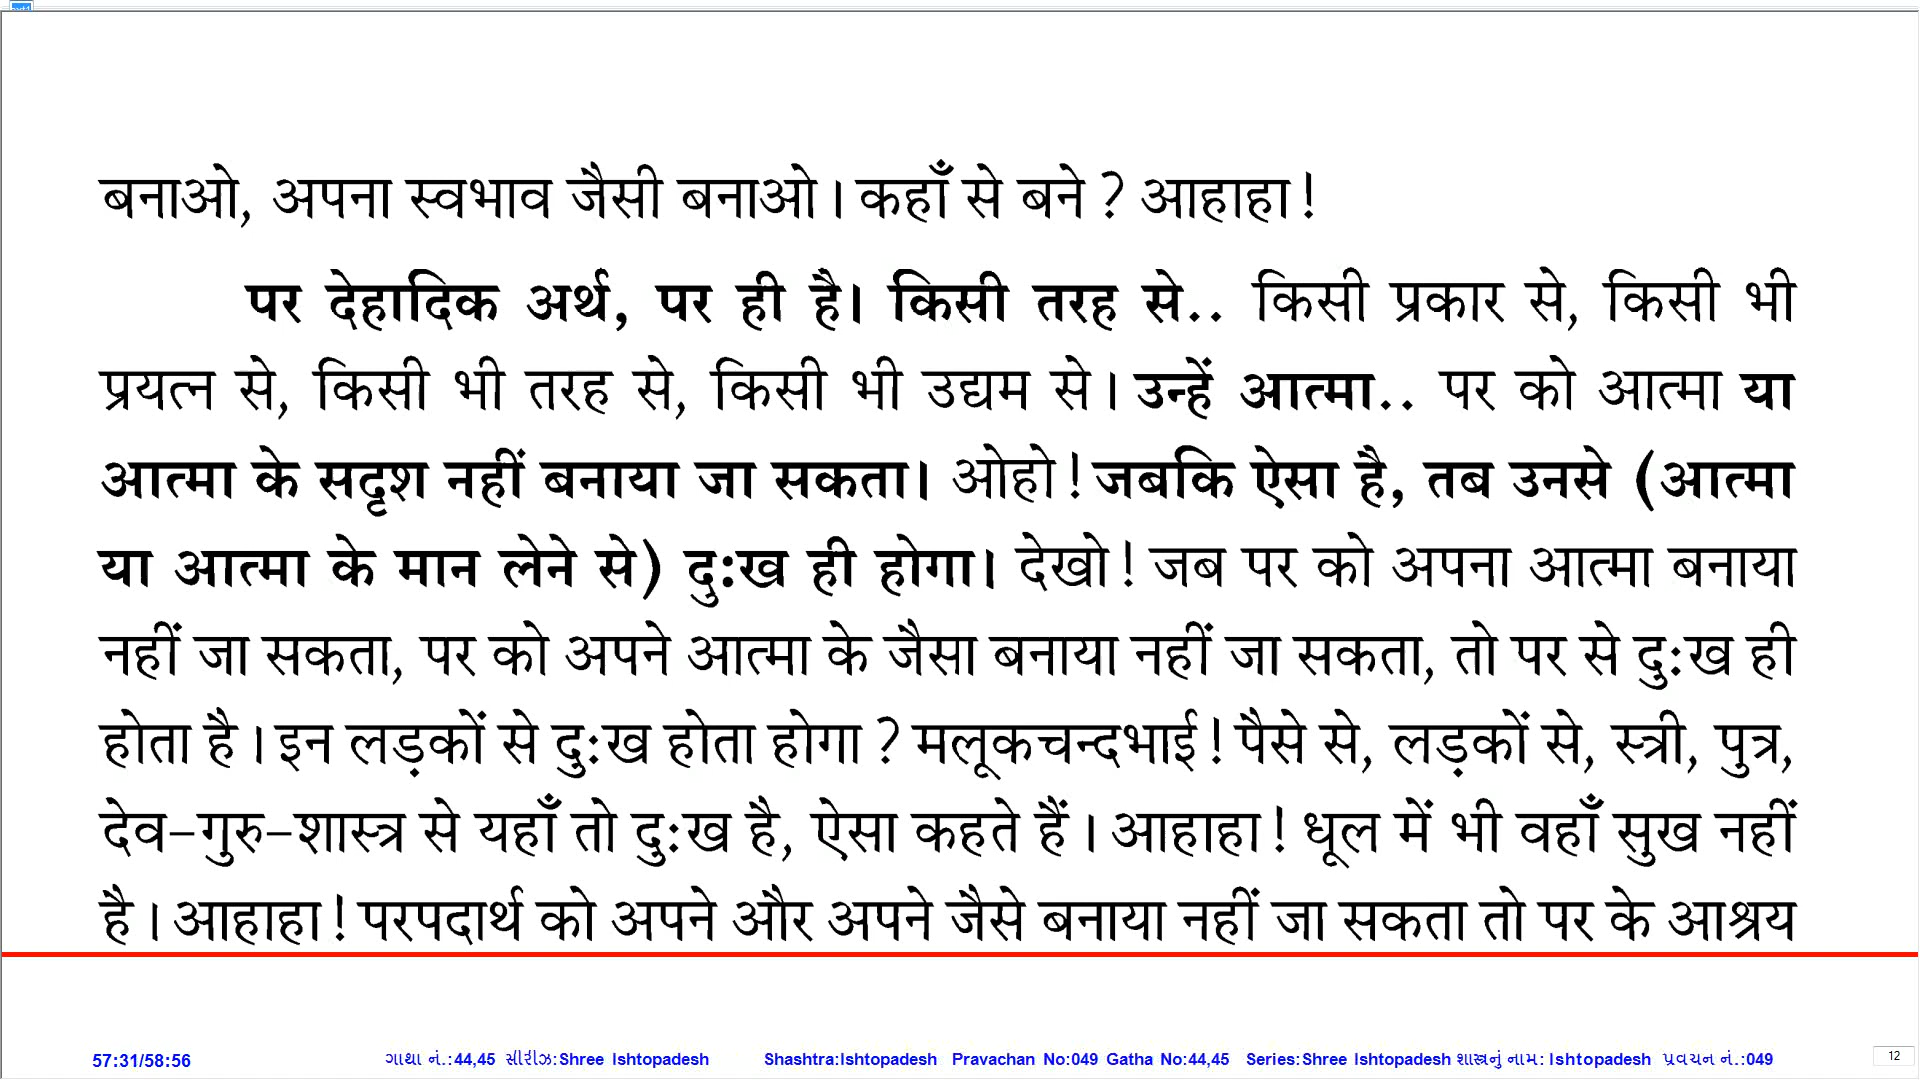 बनाओ, अपना स्वभाव जैसी बनाओ। कहाँ से बने ? आहाहा!
पर देहादिक अर्थ, पर ही है। किसी तरह से.. किसी प्रकार से, किसी भी
प्रयत्न से, किसी भी तरह से, किसी भी उद्यम से। उन्हें आत्मा.. पर को आत्मा या
आत्मा के सदृश नहीं बनाया जा सकता। ओहो! जबकि ऐसा है, तब उनसे (आत्मा
या आत्मा के मान लेने से) दुःख ही होगा। देखो! जब पर को अपना आत्मा बनाया
नहीं जा सकता, पर को अपने आत्मा के जैसा बनाया नहीं जा सकता, तो पर से दुःख ही
होता है। इन लड़कों से दुःख होता होगा ? मलूकचन्दभाई! पैसे से, लड़कों से, स्त्री, पुत्र,
देव-गुरु-शास्त्र से यहाँ तो दुःख है, ऐसा कहते हैं। आहाहा! धूल में भी वहाँ सुख नहीं
है। आहाहा! परपदार्थ को अपने और अपने जैसे बनाया नहीं जा सकता तो पर के आश्रय
57:31/58:56 ગાથા નં.:44,45 સીરીઝ:Shree Ishtopadesh Shashtra:Ishtopadesh Pravachan No:049 Gatha No:44,45 Series:Shree Ishtopadesh શાસ્ત્રનું નામ: Ishtopadesh પ્રવચન નં.:049 12